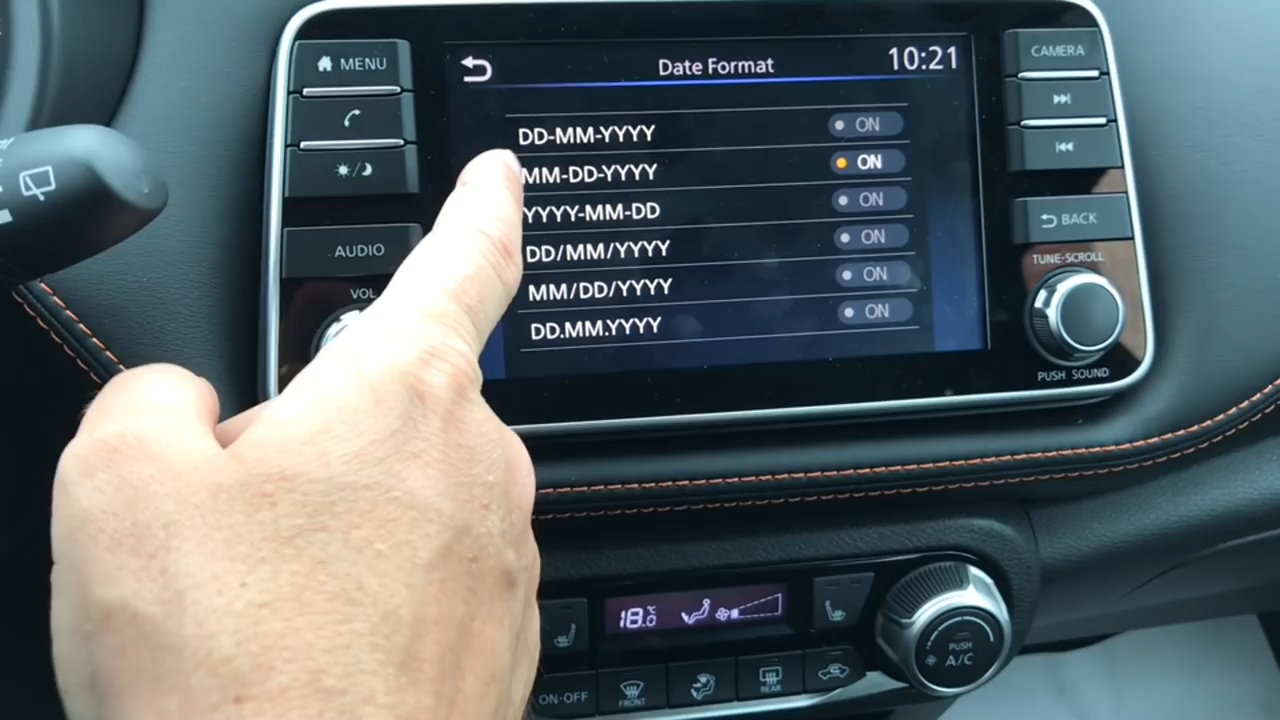 MENU
Date Format
10:21
CAMERA
DD-MM-YYYY
ON
MM-DD-YYYY
ON
YYYY-MM-DD
ON
DD/MM/YYYY
ON
MM/DD/YYYY
ON
DD.MM.YYYY
ON
AUDIO
VOL
BACK
TUNE-SCROLL
PUSH SOUND
18.0°C
PUSH
A/C
ON-OFF
FRONT
REAR